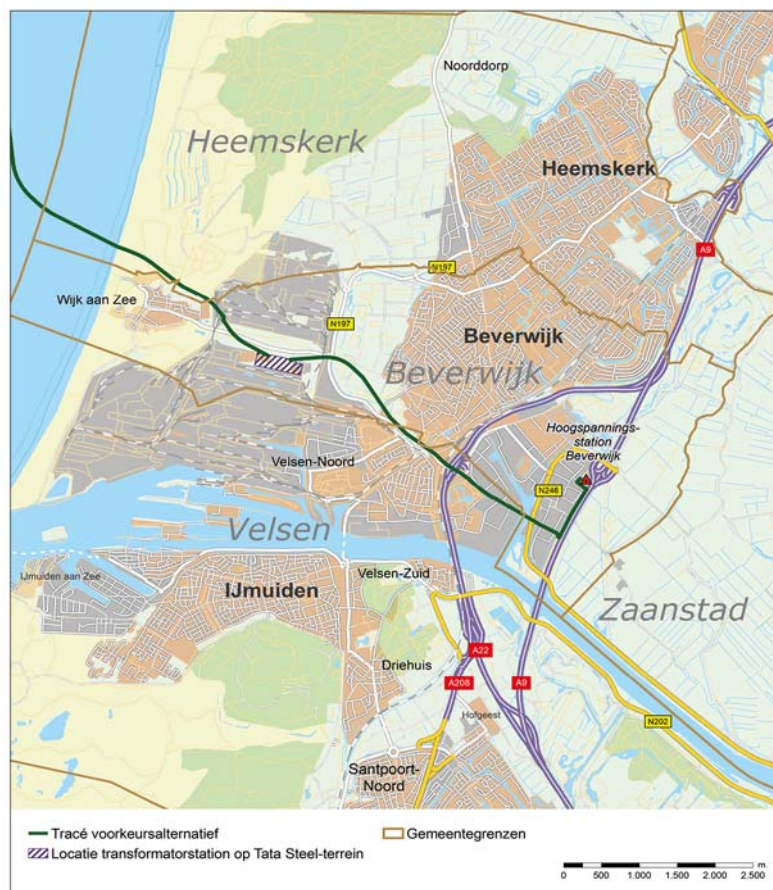 Noorddorp
Heemskerk
Heemskerk
A9
N197
Wijk aan Zee
N197
Beverwijk
Beverwijk
Hoogspannings-
station
Beverwijk
Velsen-Noord
N246
Velsen
IJmuiden aan Zee
Velsen-Zuid
IJmuiden
Zaanstad
Driehuis
A22
A208
A9
Hofgeest
N202
Santpoort-
Noord
Tracé voorkeursalternatief
Gemeentegrenzen
Locatie transformatorstation op Tata Steel-terrein
m.
0 500 1.000 1.500 2.000 2.500